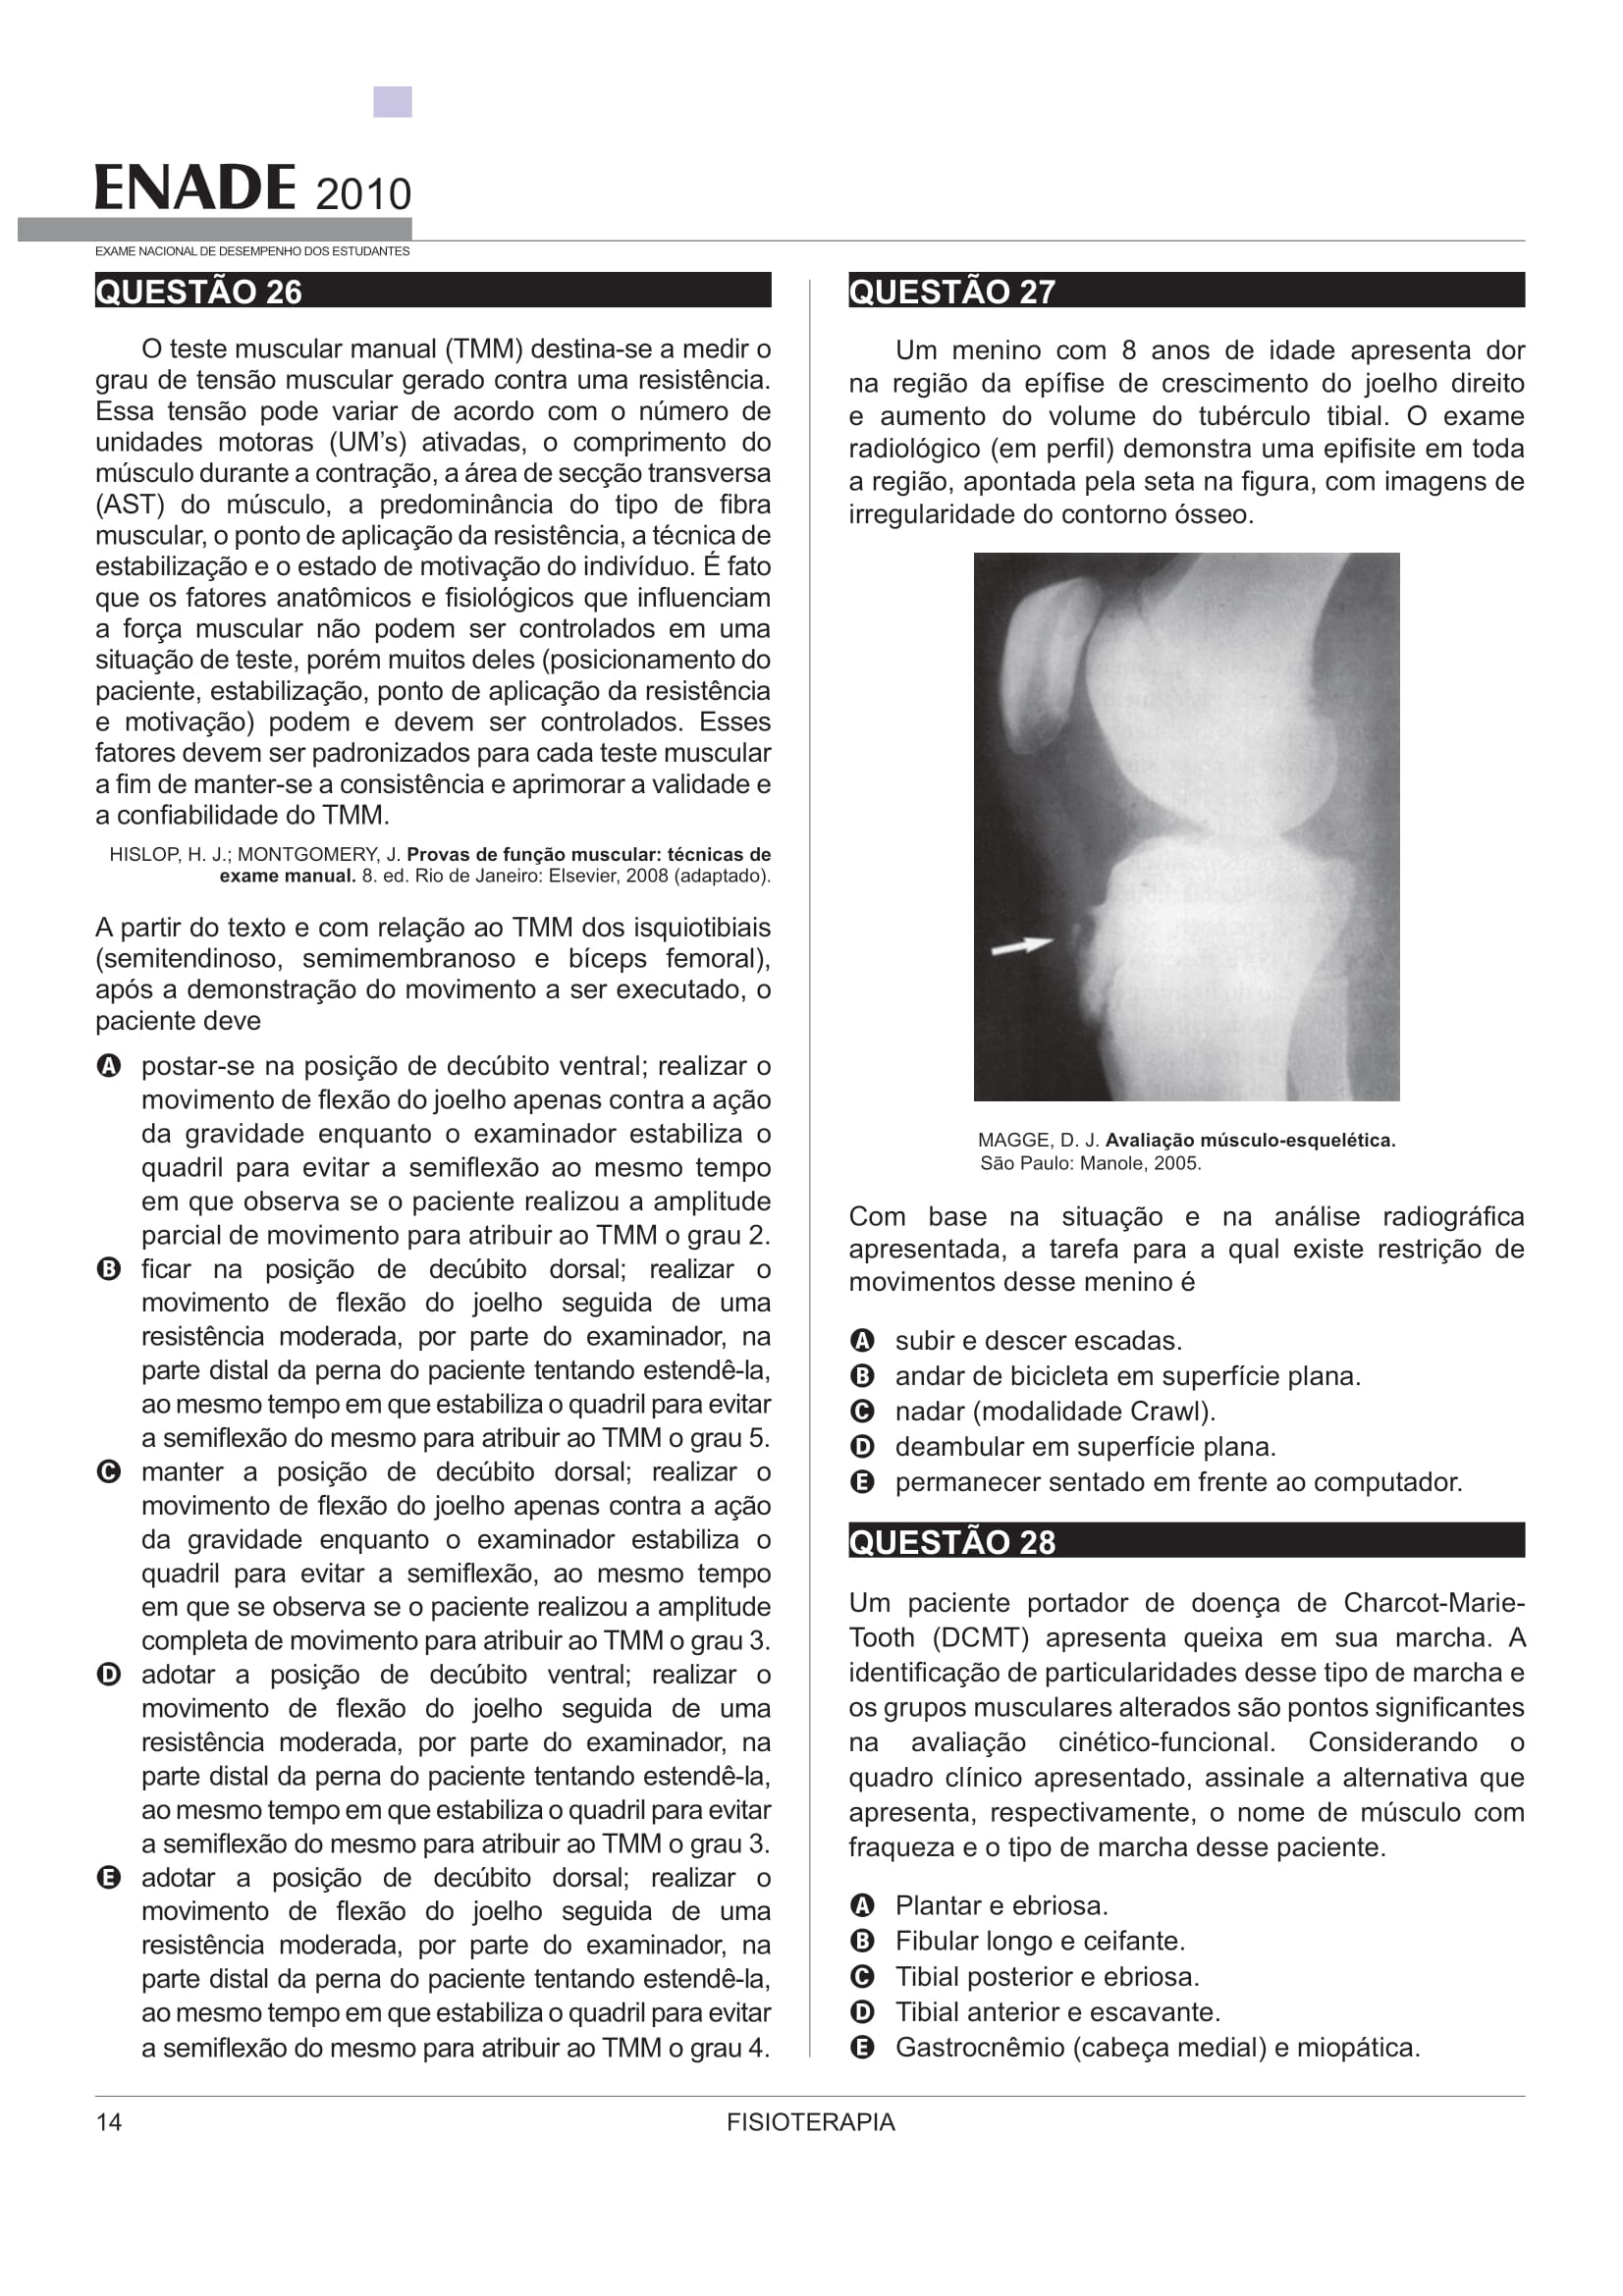 ENADE 2010
EXAME NACIONAL DE DESEMPENHO DOS ESTUDANTES
QUESTÃO 26
O teste muscular manual (TMM) destina-se a medir o
grau de tensão muscular gerado contra uma resistência.
Essa tensão pode variar de acordo com o número de
unidades motoras (UM’s) ativadas, o comprimento do
músculo durante a contração, a área de secção transversa
(AST) do músculo, a predominância do tipo de fibra
muscular, o ponto de aplicação da resistência, a técnica de
estabilização e o estado de motivação do indivíduo. É fato
que os fatores anatômicos e fisiológicos que influenciam
a força muscular não podem ser controlados em uma
situação de teste, porém muitos deles (posicionamento do
paciente, estabilização, ponto de aplicação da resistência
e motivação) podem e devem ser controlados. Esses
fatores devem ser padronizados para cada teste muscular
a fim de manter-se a consistência e aprimorar a validade e
a confiabilidade do TMM.
HISLOP, H. J.; MONTGOMERY, J. Provas de função muscular: técnicas de
exame manual. 8. ed. Rio de Janeiro: Elsevier, 2008 (adaptado).
A partir do texto e com relação ao TMM dos isquiotibiais
(semitendinoso, semimembranoso e bíceps femoral),
após a demonstração do movimento a ser executado, o
paciente deve
A postar-se na posição de decúbito ventral; realizar o
movimento de flexão do joelho apenas contra a ação
da gravidade enquanto o examinador estabiliza o
quadril para evitar a semiflexão ao mesmo tempo
em que observa se o paciente realizou a amplitude
parcial de movimento para atribuir ao TMM o grau 2.
B ficar na posição de decúbito dorsal; realizar o
movimento de flexão do joelho seguida de uma
resistência moderada, por parte do examinador, na
parte distal da perna do paciente tentando estendê-la,
ao mesmo tempo em que estabiliza o quadril para evitar
a semiflexão do mesmo para atribuir ao TMM o grau 5.
C manter a posição de decúbito dorsal; realizar o
movimento de flexão do joelho apenas contra a ação
da gravidade enquanto o examinador estabiliza o
quadril para evitar a semiflexão, ao mesmo tempo
em que se observa se o paciente realizou a amplitude
completa de movimento para atribuir ao TMM o grau 3.
D adotar a posição de decúbito ventral; realizar o
movimento de flexão do joelho seguida de uma
resistência moderada, por parte do examinador, na
parte distal da perna do paciente tentando estendê-la,
ao mesmo tempo em que estabiliza o quadril para evitar
a semiflexão do mesmo para atribuir ao TMM o grau 3.
E adotar a posição de decúbito dorsal; realizar o
movimento de flexão do joelho seguida de uma
resistência moderada, por parte do examinador, na
parte distal da perna do paciente tentando estendê-la,
ao mesmo tempo em que estabiliza o quadril para evitar
a semiflexão do mesmo para atribuir ao TMM o grau 4.
QUESTÃO 27
Um menino com 8 anos de idade apresenta dor
na região da epífise de crescimento do joelho direito
e aumento do volume do tubérculo tibial. O exame
radiológico (em perfil) demonstra uma epifisite em toda
a região, apontada pela seta na figura, com imagens de
irregularidade do contorno ósseo.
MAGGE, D. J. Avaliação músculo-esquelética.
São Paulo: Manole, 2005.
Com base na situação e na análise radiográfica
apresentada, a tarefa para a qual existe restrição de
movimentos desse menino é
A subir e descer escadas.
B andar de bicicleta em superfície plana.
C nadar (modalidade Crawl).
D deambular em superfície plana.
E permanecer sentado em frente ao computador.
QUESTÃO 28
Um paciente portador de doença de Charcot-Marie-
Tooth (DCMT) apresenta queixa em sua marcha. A
identificação de particularidades desse tipo de marcha e
os grupos musculares alterados são pontos significantes
na avaliação cinético-funcional. Considerando o
quadro clínico apresentado, assinale a alternativa que
apresenta, respectivamente, o nome de músculo com
fraqueza e o tipo de marcha desse paciente.
A Plantar e ebriosa.
B Fibular longo e ceifante.
C Tibial posterior e ebriosa.
D Tibial anterior e escavante.
E Gastrocnêmio (cabeça medial) e miopática.
14
FISIOTERAPIA